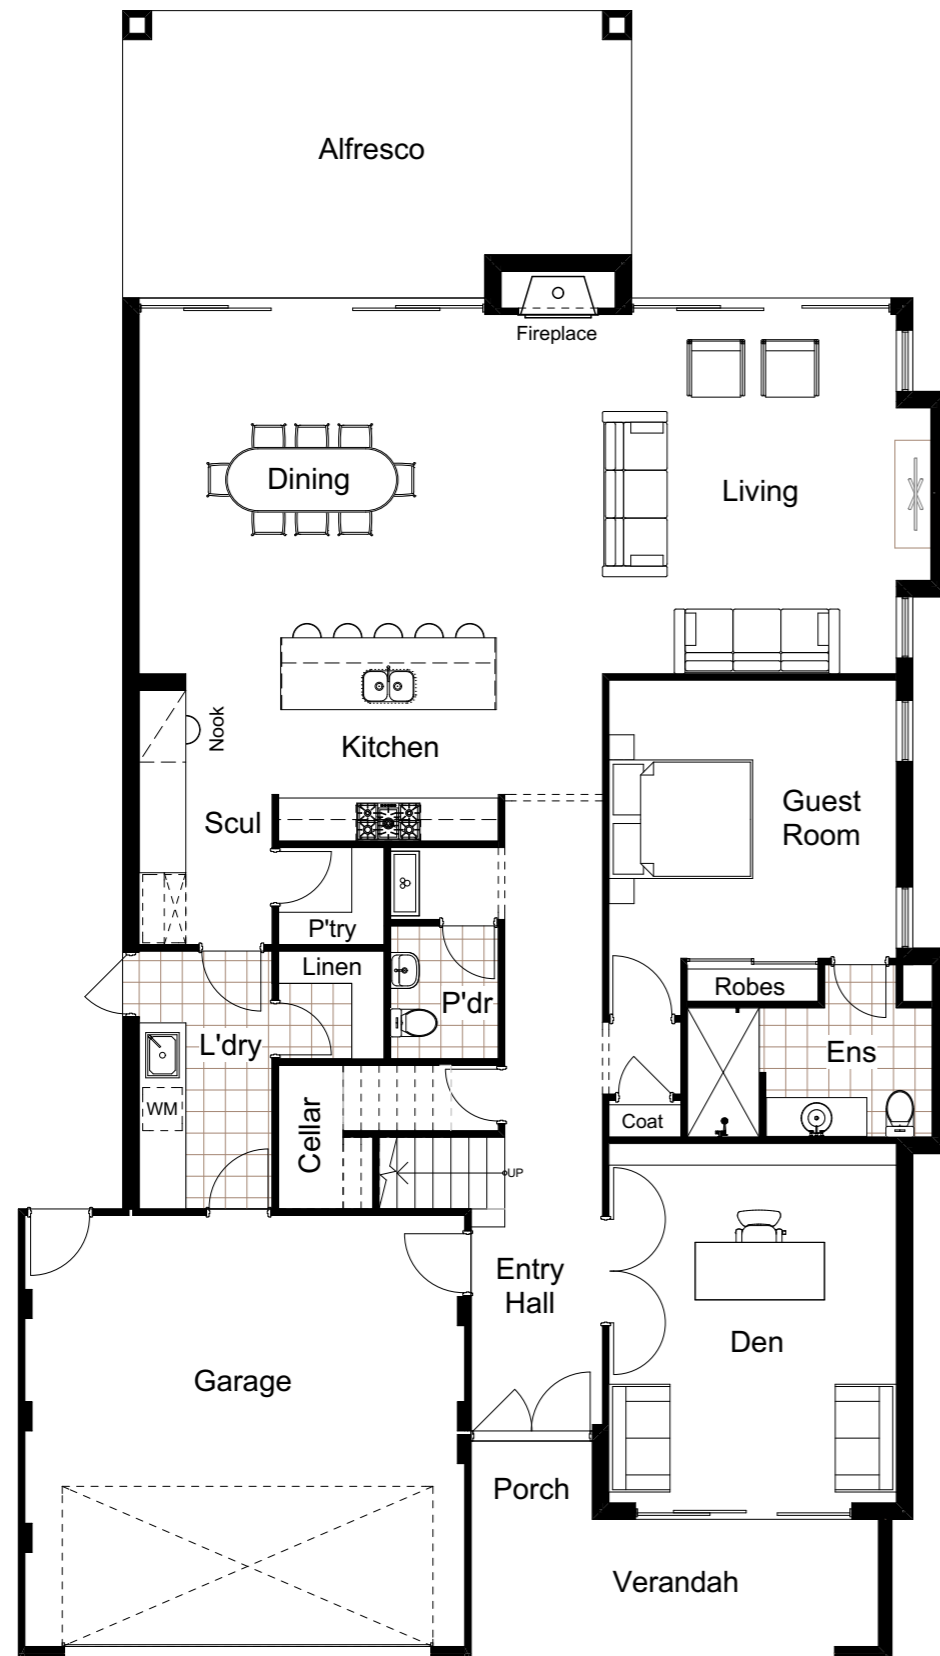 Alfresco
Fireplace
Dining
Living
Nook
Kitchen
Guest
Room
Scul
P'try
Linen
Robes
P'dr
L'dry
Ens
WM
Cellar
Coat
UP
Entry
Hall
Den
Garage
Porch
Verandah